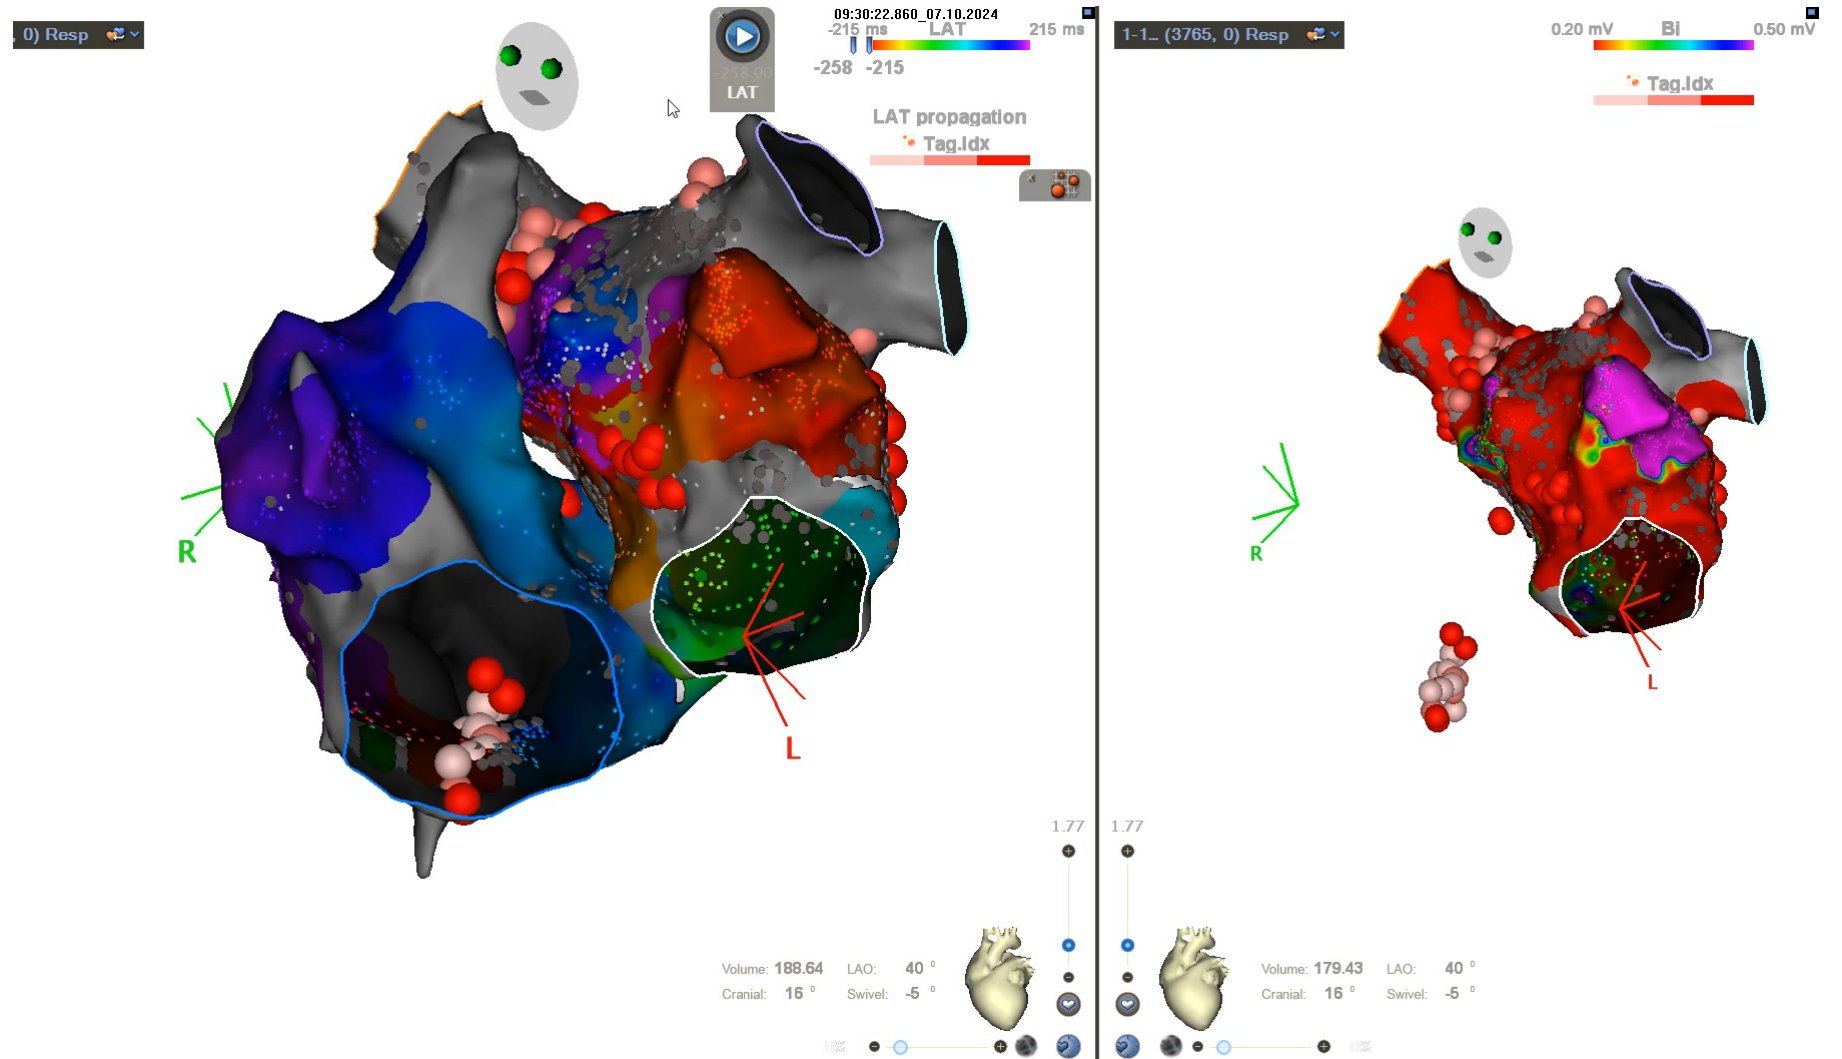 , 0) Resp
-258.00
LAT
09:30:22.860_07.10.2024
-215 ms LAT 215 ms
-258 -215
LAT propagation
Tag.Idx
R
L
1.77
Volume: 188.64 LAO: 40 °
Cranial: 16 ° Swivel: -5 °
1-1... (3765, 0) Resp
0.20 mV Bi 0.50 mV
Tag.Idx
R
L
1.77
Volume: 179.43 LAO: 40 °
Cranial: 16 ° Swivel: -5 °